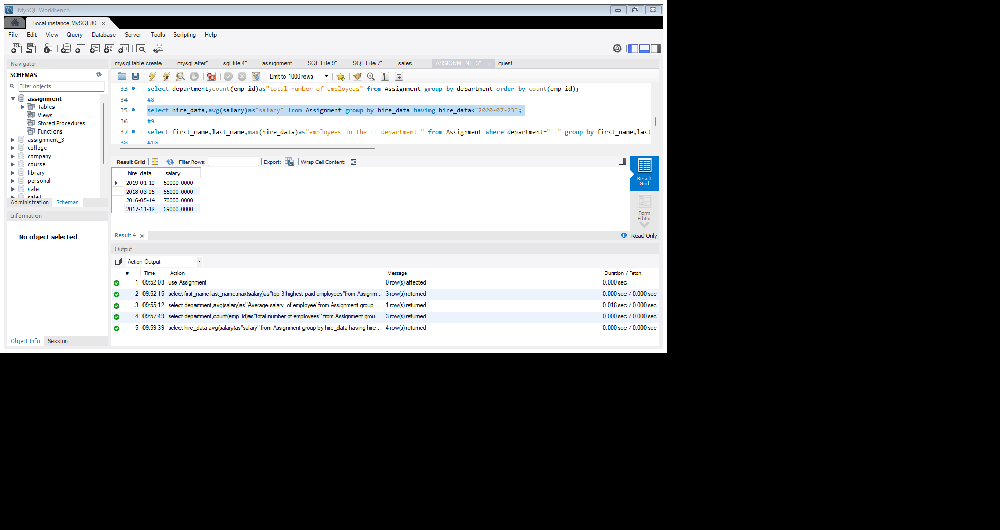 MySQL Workbench
Local instance MySQL80
File Edit View Query Database Server Tools Scripting Help
Navigator
SCHEMAS
Filter objects
assignment
Tables
Views
Stored Procedures
Functions
assignment_3
college
company
course
library
personal
sale
sale1
Administration Schemas
Information
No object selected
Object Info Session
mysql table create mysql alter* sql file 4* assignment SQL File 9* SQL File 7* sales ASSIGNMENT_3* quest
Limit to 1000 rows
33 select department,count(emp_id)as"total number of employees" from Assignment group by department order by count(emp_id);
34 #8
35 select hire_data,avg(salary)as"salary" from Assignment group by hire_data having hire_data<"2020-07-23";
36 #9
37 select first_name,last_name,max(hire_data)as"employees in the IT department " from Assignment where department="IT" group by first_name,last
38 #10
Result Grid Filter Rows: Export: Wrap Cell Content:
hire_data salary
2019-01-10 60000.0000
2018-03-05 55000.0000
2016-05-14 70000.0000
2017-11-18 69000.0000
Result Grid
Form Editor
Result 4
Read Only
Output
Action Output
# Time Action Message Duration / Fetch
1 09:52:08 use Assignment 0 row(s) affected 0.000 sec
2 09:52:15 select first_name,last_name,max(salary)as"top 3 highest-paid employees"from Assignm... 3 row(s) returned 0.000 sec / 0.000 sec
3 09:55:12 select department,avg(salary)as"Average salary of employee"from Assignment group ... 1 row(s) returned 0.016 sec / 0.000 sec
4 09:57:49 select department,count(emp_id)as"total number of employees" from Assignment grou... 3 row(s) returned 0.000 sec / 0.000 sec
5 09:59:39 select hire_data,avg(salary)as"salary" from Assignment group by hire_data having hire... 4 row(s) returned 0.000 sec / 0.000 sec